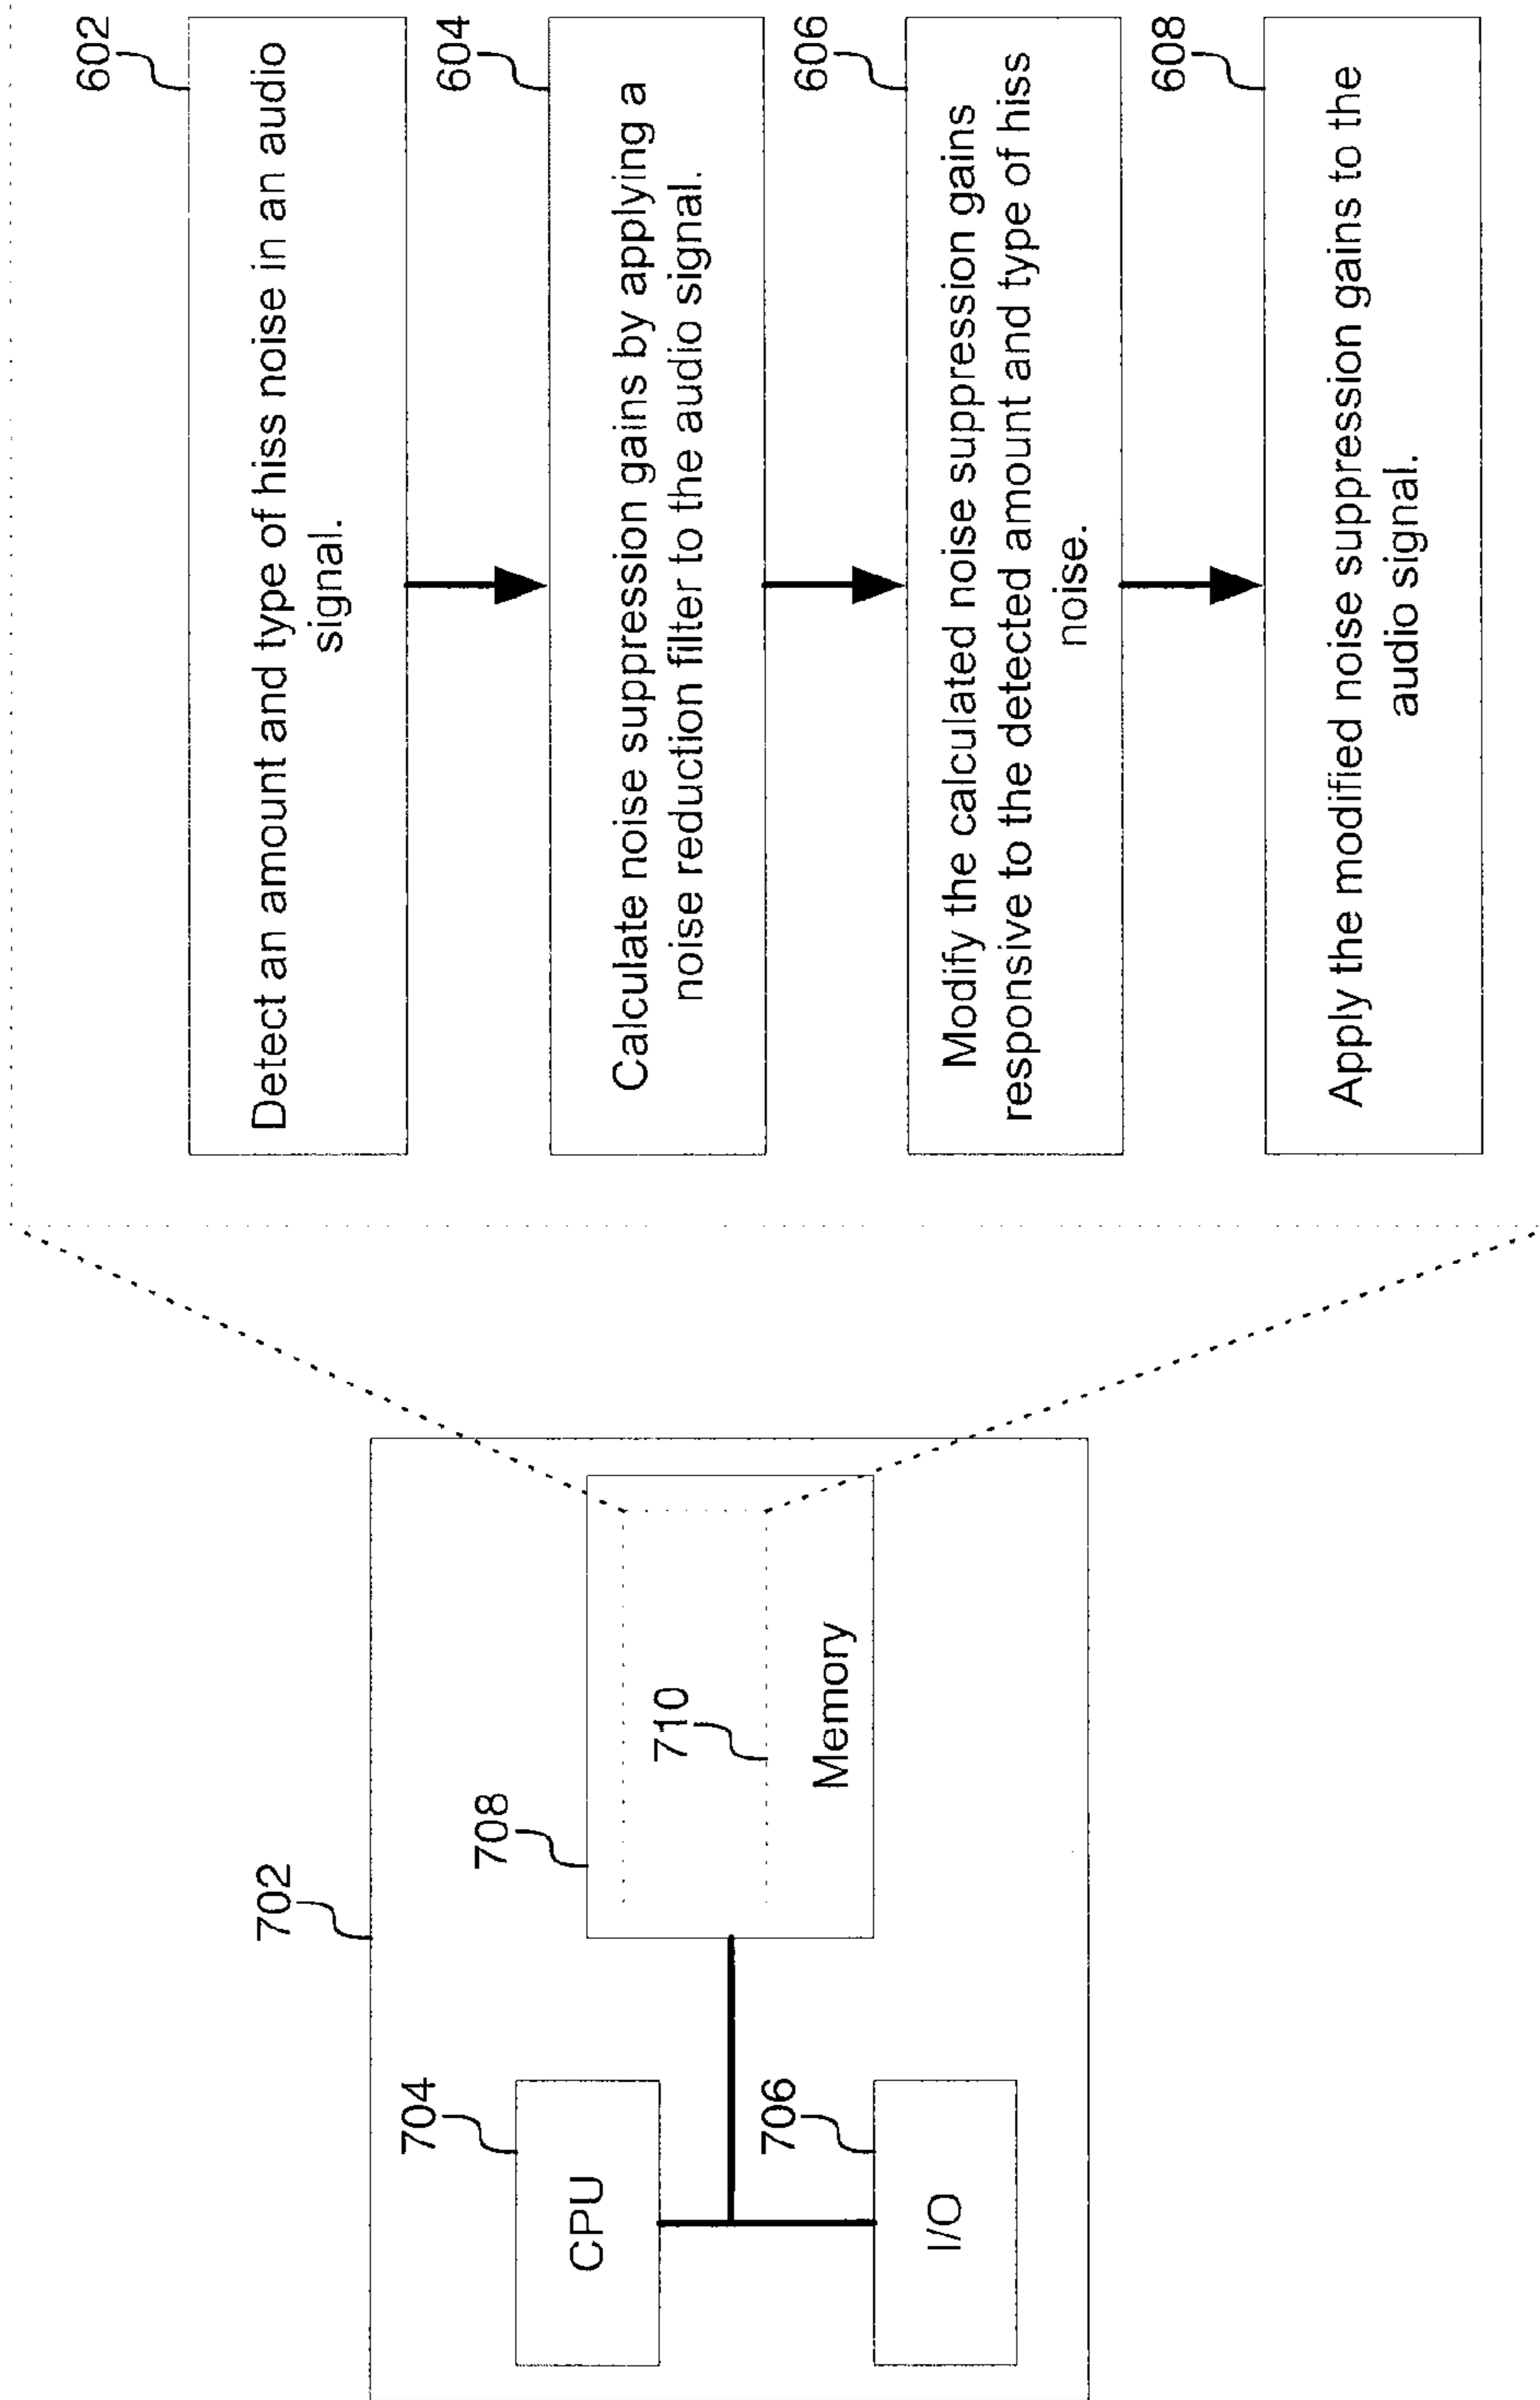 702
704
CPU
706
I/O
708
710
Memory
602
Detect an amount and type of hiss noise in an audio
signal.
604
Calculate noise suppression gains by applying a
noise reduction filter to the audio signal.
606
Modify the calculated noise suppression gains
responsive to the detected amount and type of hiss
noise.
608
Apply the modified noise suppression gains to the
audio signal.